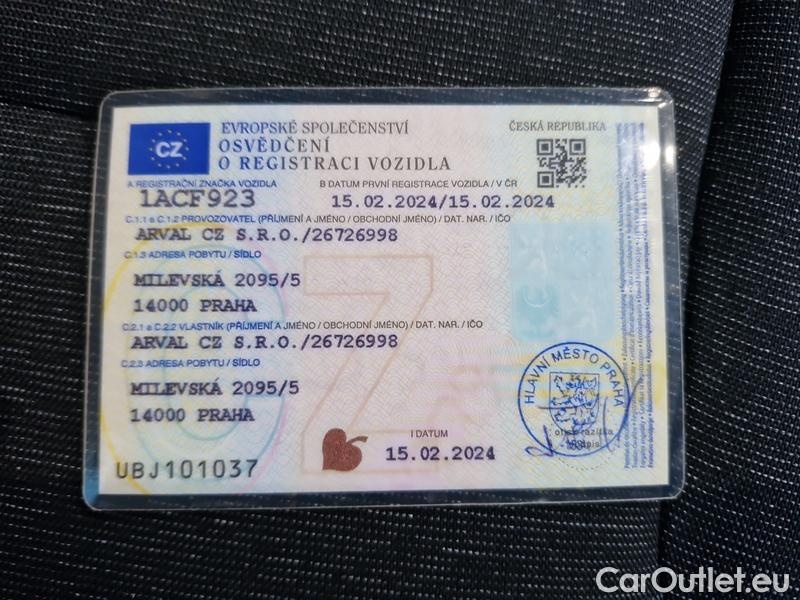 CZ
EVROPSKÉ SPOLEČENSTVÍ
ČESKÁ REPUBLIKA
OSVĚDČENÍ
O REGISTRACI VOZIDLA
A REGISTRAČNÍ ZNAČKA VOZIDLA
B DATUM PRVNÍ REGISTRACE VOZIDLA / V ČR
1ACF923
15.02.2024/15.02.2024
C.1.1 a C.1.2 PROVOZOVATEL (PŘÍJMENÍ A JMÉNO / OBCHODNÍ JMÉNO) / DAT. NAR. / IČO
ARVAL CZ S.R.O./26726998
C.1.3 ADRESA POBYTU / SÍDLO
MILEVSKÁ 2095/5
14000 PRAHA
C.2.1 a C.2.2 VLASTNÍK (PŘÍJMENÍ A JMÉNO / OBCHODNÍ JMÉNO) / DAT. NAR. / IČO
ARVAL CZ S.R.O./26726998
C.2.3 ADRESA POBYTU / SÍDLO
MILEVSKÁ 2095/5
14000 PRAHA
HLAVNÍ MĚSTO PRAHA
I DATUM
15.02.2024
UBJ101037
CarOutlet.eu